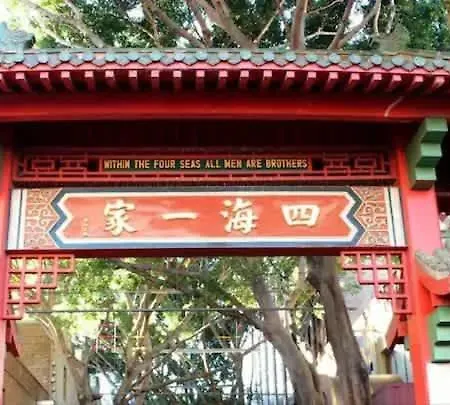 WITHIN THE FOUR SEAS ALL MEN ARE BROTHERS
四海一家